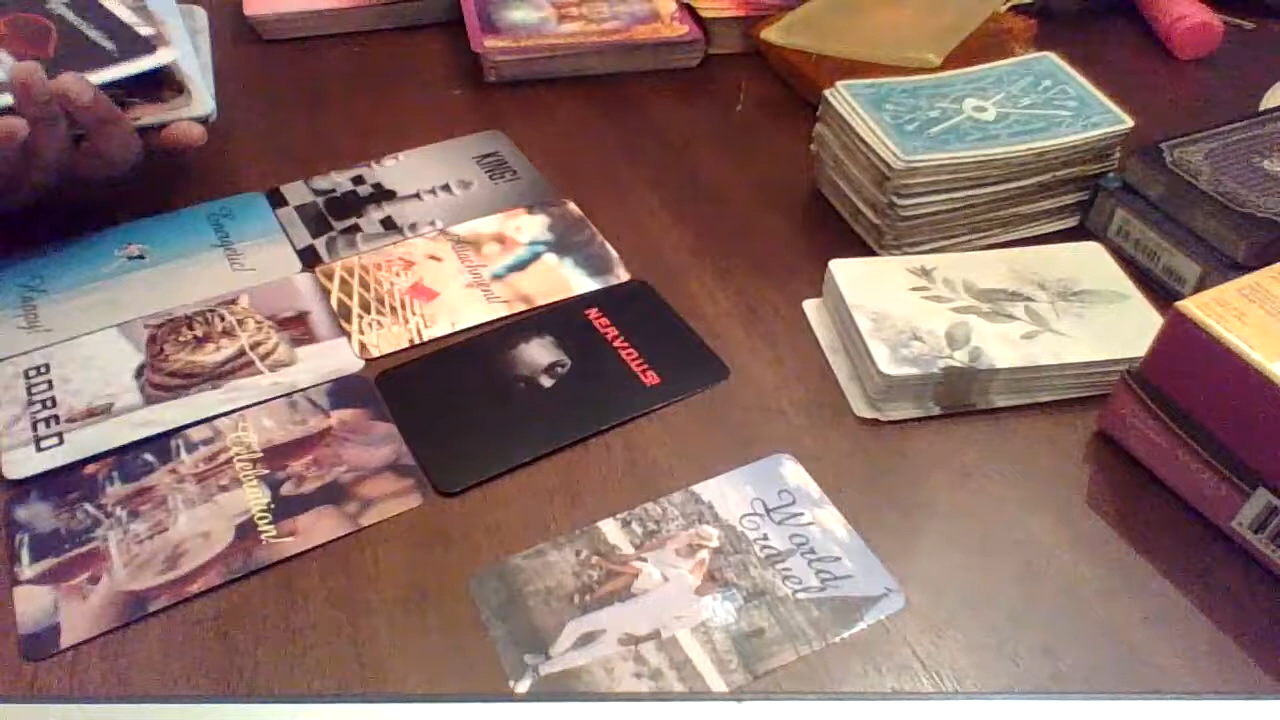 KING!
Energetic!
Happy!
Attachment!
NERVOUS!
BORED
Celebration!
World
Travel